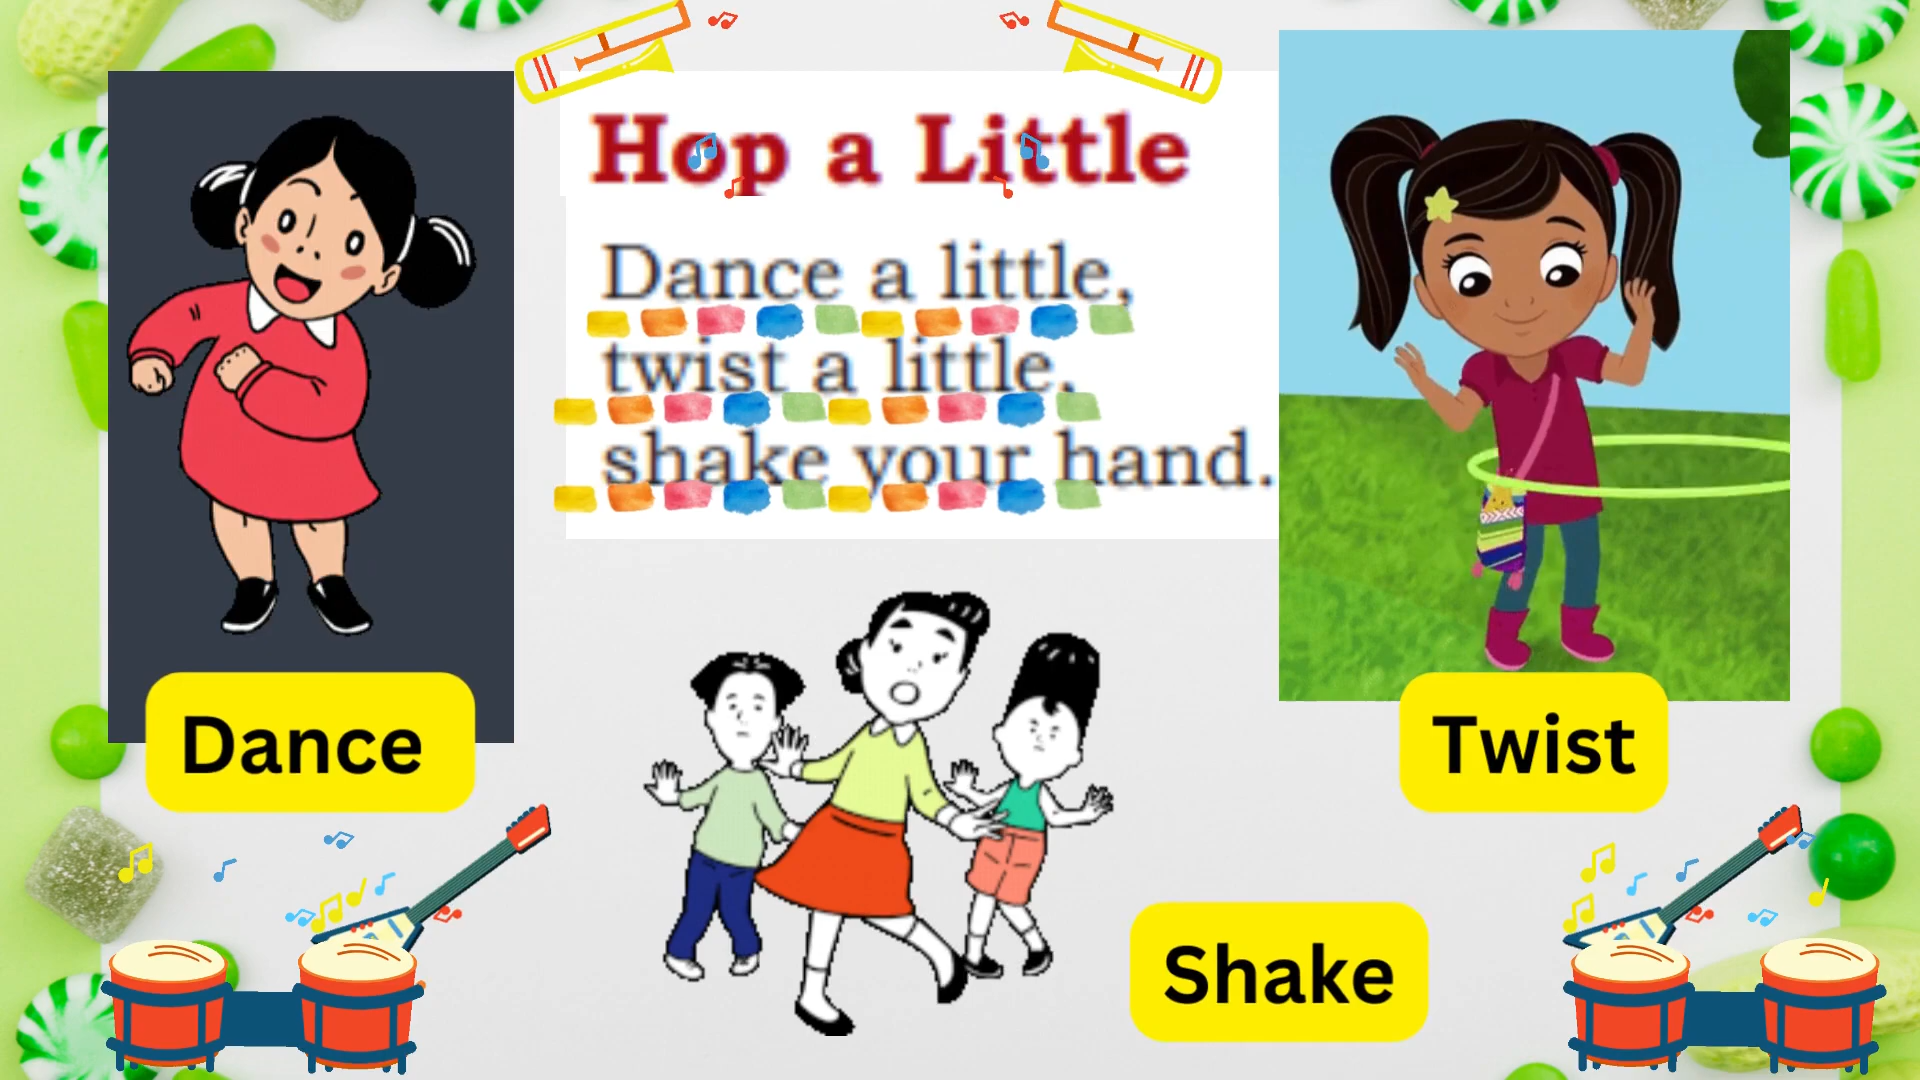 Hop a Little
Dance a little,
twist a little,
shake your hand.
Dance
Twist
Shake